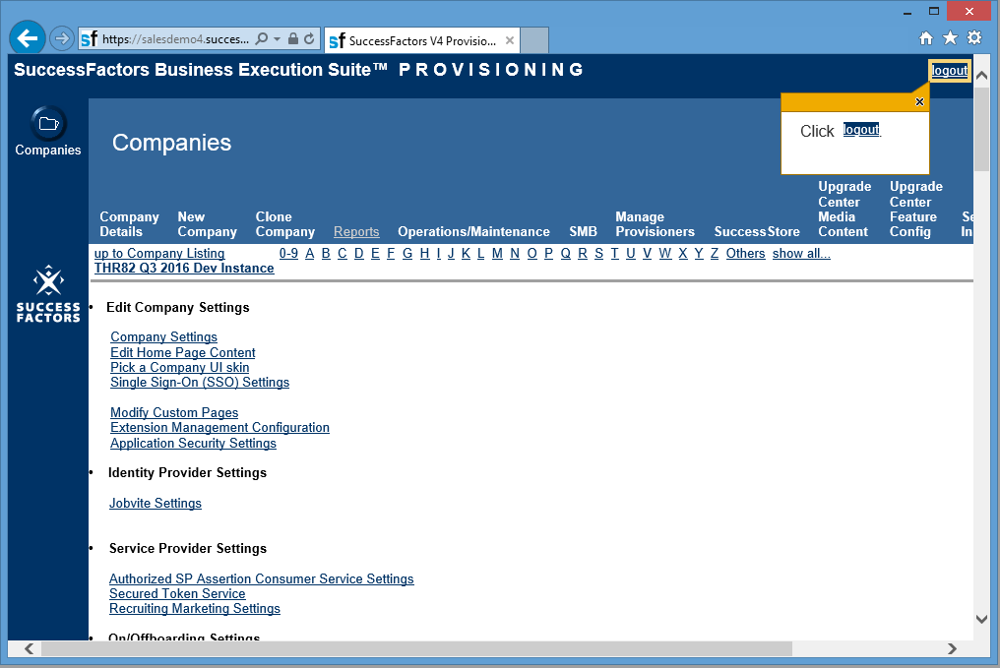 https://salesdemo4.succes...
SuccessFactors V4 Provisio...
SuccessFactors Business Execution Suite™ PROVISIONING
logout
Click logout
Companies
Companies
Company Details
New Company
Clone Company
Reports
Operations/Maintenance
SMB
Manage Provisioners
SuccessStore
Upgrade Center Media Content
Upgrade Center Feature Config
up to Company Listing 0-9 A B C D E F G H I J K L M N O P Q R S T U V W X Y Z Others show all...
THR82 Q3 2016 Dev Instance
SUCCESS
FACTORS
• Edit Company Settings
Company Settings
Edit Home Page Content
Pick a Company UI skin
Single Sign-On (SSO) Settings
Modify Custom Pages
Extension Management Configuration
Application Security Settings
• Identity Provider Settings
Jobvite Settings
• Service Provider Settings
Authorized SP Assertion Consumer Service Settings
Secured Token Service
Recruiting Marketing Settings
• On/Offboarding Settings